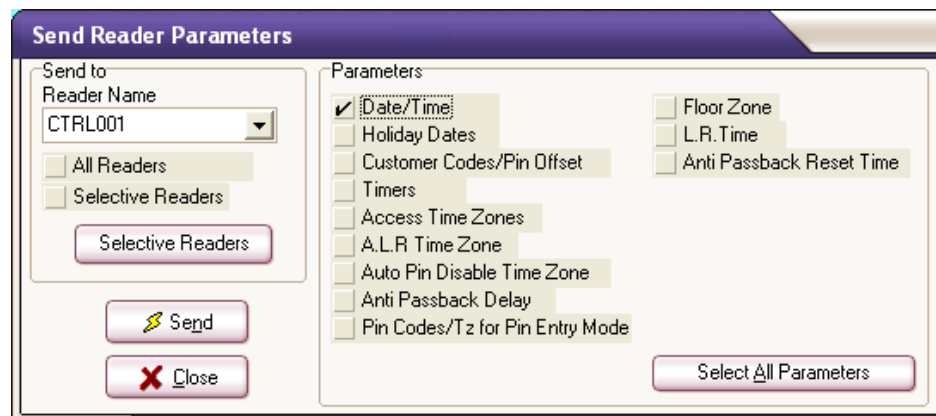 Send Reader Parameters
Send to
Reader Name
CTRL001
All Readers
Selective Readers
Selective Readers
Send
Close
Parameters
Date/Time
Holiday Dates
Customer Codes/Pin Offset
Timers
Access Time Zones
A.L.R Time Zone
Auto Pin Disable Time Zone
Anti Passback Delay
Pin Codes/Tz for Pin Entry Mode
Floor Zone
L.R.Time
Anti Passback Reset Time
Select All Parameters